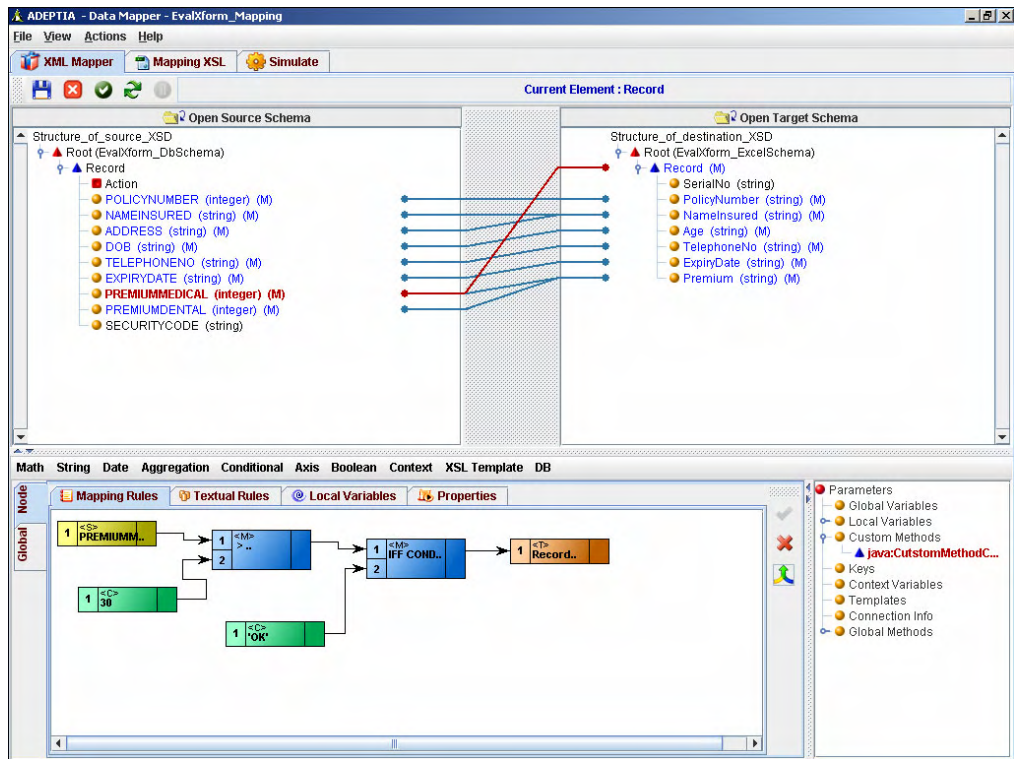 ADEPTIA - Data Mapper - EvalXform_Mapping
File View Actions Help
XML Mapper Mapping XSL Simulate
Current Element : Record
Open Source Schema
Structure_of_source_XSD
Root (EvalXform_DbSchema)
Record
Action
POLICYNUMBER (integer) (M)
NAMEINSURED (string) (M)
ADDRESS (string) (M)
DOB (string) (M)
TELEPHONENO (string) (M)
EXPIRYDATE (string) (M)
PREMIUMMEDICAL (integer) (M)
PREMIUMDENTAL (integer) (M)
SECURITYCODE (string)
Open Target Schema
Structure_of_destination_XSD
Root (EvalXform_ExcelSchema)
Record (M)
SerialNo (string)
PolicyNumber (string) (M)
NameInsured (string) (M)
Age (string) (M)
TelephoneNo (string) (M)
ExpiryDate (string) (M)
Premium (string) (M)
Math String Date Aggregation Conditional Axis Boolean Context XSL Template DB
Node
Global
Mapping Rules Textual Rules Local Variables Properties
1 <S> PREMIUMM..
1 <M> > ..
2
1 <M> IFF COND..
2
1 <T> Record..
1 <C> 30
1 <C> 'OK'
Parameters
Global Variables
Local Variables
Custom Methods
java:CutstomMethodC...
Keys
Context Variables
Templates
Connection Info
Global Methods